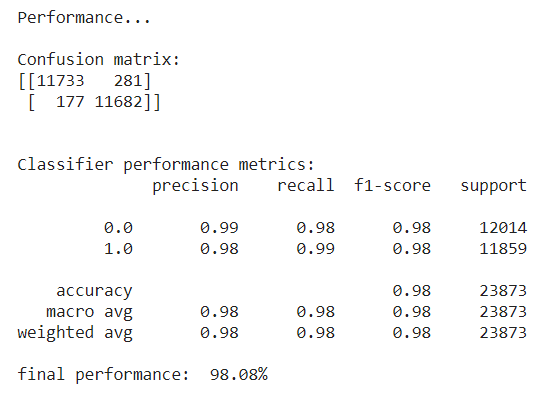 Performance...
Confusion matrix:
[[11733   281]
 [  177 11682]]
Classifier performance metrics:
              precision    recall  f1-score   support
         0.0       0.99      0.98      0.98     12014
         1.0       0.98      0.99      0.98     11859
    accuracy                           0.98     23873
   macro avg       0.98      0.98      0.98     23873
weighted avg       0.98      0.98      0.98     23873
final performance:  98.08%